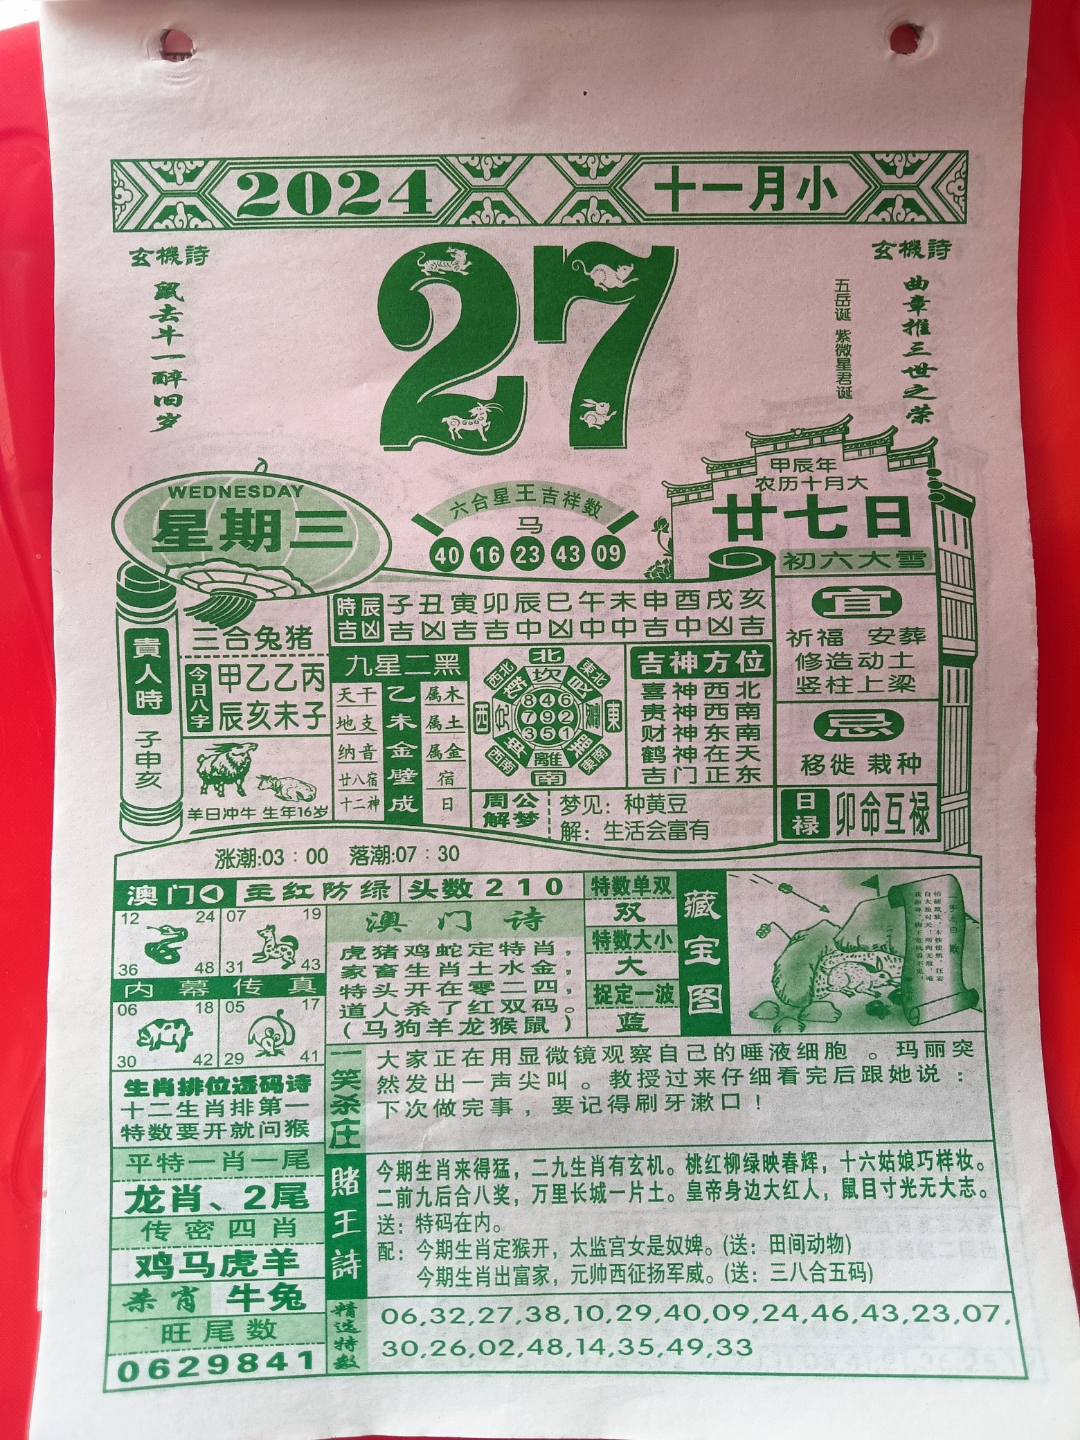 2024 十一月小
玄機詩
鼠去牛一醉旧岁
27
五岳诞 紫微星君诞
玄機詩
曲章推三世之荣
WEDNESDAY
星期三
六合星王吉祥数
马
40 16 23 43 09
甲辰年
农历十月大
廿七日
初六大雪
貴人時
子申亥
三合兔猪
今日八字
甲乙乙丙
辰亥未子
羊日冲牛 生年16岁
時辰 子丑寅卯辰巳午未申酉戌亥
吉凶 吉凶吉吉中凶中中吉中凶吉
九星二黑
天干 乙 属木
地支 未 属土
纳音 金 属金
廿八宿 壁 宿
十二神 成 日
北
西北 東北
坎
西 東
846
792
351
離
西南 東南
南
吉神方位
喜神西北
贵神西南
财神东南
鹤神在天
吉门正东
周公解梦
梦见：种黄豆
解：生活会富有
宜
祈福 安葬
修造动土
竖柱上梁
忌
移徙 栽种
日禄
卯命互禄
涨潮:03：00 落潮:07：30
澳门
主红防绿
头数210
12 24
36 48
07 19
31 43
内幕传真
06 18
30 42
05 17
29 41
澳门诗
虎猪鸡蛇定特肖，
家畜生肖土水金，
特头开在零二四，
道人杀了红双码。
(马狗羊龙猴鼠)
特数单双
双
特数大小
大
捉定一波
蓝
藏宝图
生肖排位透码诗
十二生肖排第一
特数要开就问猴
平特一肖一尾
龙肖、2尾
传密四肖
鸡马虎羊
杀肖 牛兔
旺尾数
0629841
一笑杀庄
大家正在用显微镜观察自己的唾液细胞。玛丽突
然发出一声尖叫。教授过来仔细看完后跟她说：
下次做完事，要记得刷牙漱口！
賭王詩
今期生肖来得猛，二九生肖有玄机。桃红柳绿映春辉，十六姑娘巧样妆。
二前九后合八奖，万里长城一片土。皇帝身边大红人，鼠目寸光无大志。
送：特码在内。
配：今期生肖定猴开，太监宫女是奴婢。(送：田间动物)
今期生肖出富家，元帅西征扬军威。(送：三八合五码)
精选特数
06,32,27,38,10,29,40,09,24,46,43,23,07,
30,26,02,48,14,35,49,33